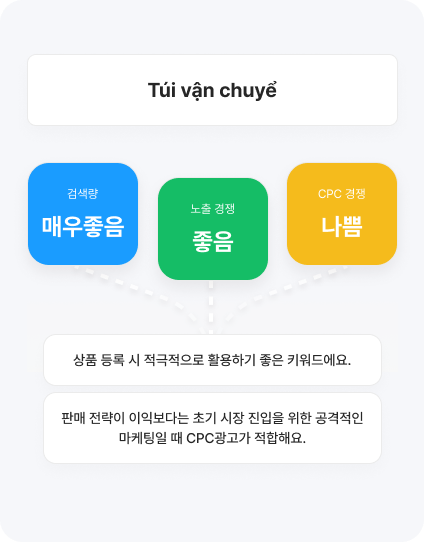 Túi vận chuyể
검색량
매우좋음
노출 경쟁
좋음
CPC 경쟁
나쁨
상품 등록 시 적극적으로 활용하기 좋은 키워드에요.
판매 전략이 이익보다는 초기 시장 진입을 위한 공격적인
마케팅일 때 CPC광고가 적합해요.